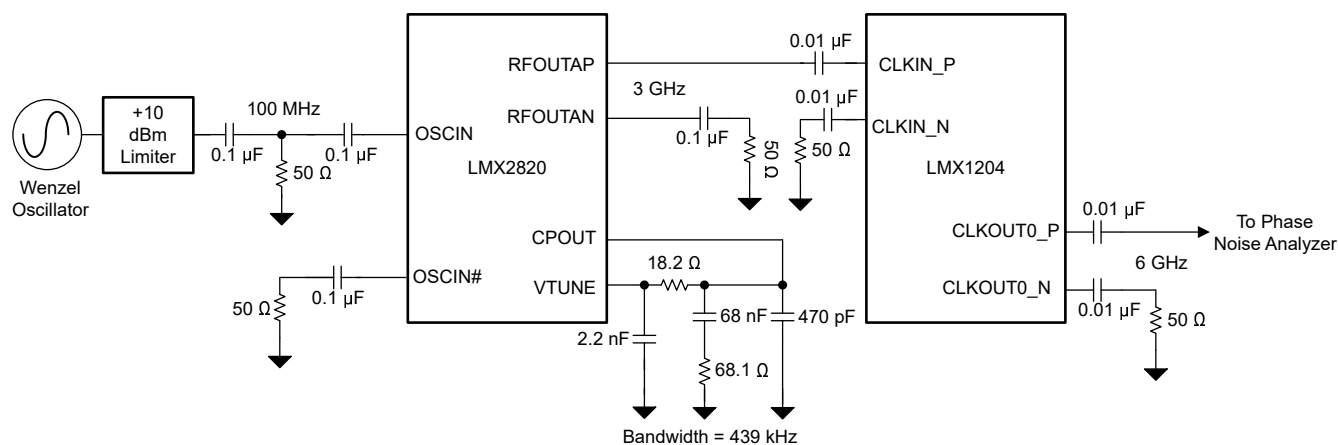 +10
dBm
Limiter
Wenzel
Oscillator
0.1 µF
100 MHz
50 Ω
0.1 µF
50 Ω
0.1 µF
OSCIN
OSCIN#
LMX2820
RFOUTAP
RFOUTAN
CPOUT
VTUNE
3 GHz
0.1 µF
50 Ω
0.01 µF
0.01 µF
50 Ω
18.2 Ω
2.2 nF
68 nF
470 pF
68.1 Ω
Bandwidth = 439 kHz
CLKIN_P
CLKIN_N
LMX1204
CLKOUT0_P
CLKOUT0_N
0.01 µF
6 GHz
0.01 µF
50 Ω
To Phase
Noise Analyzer